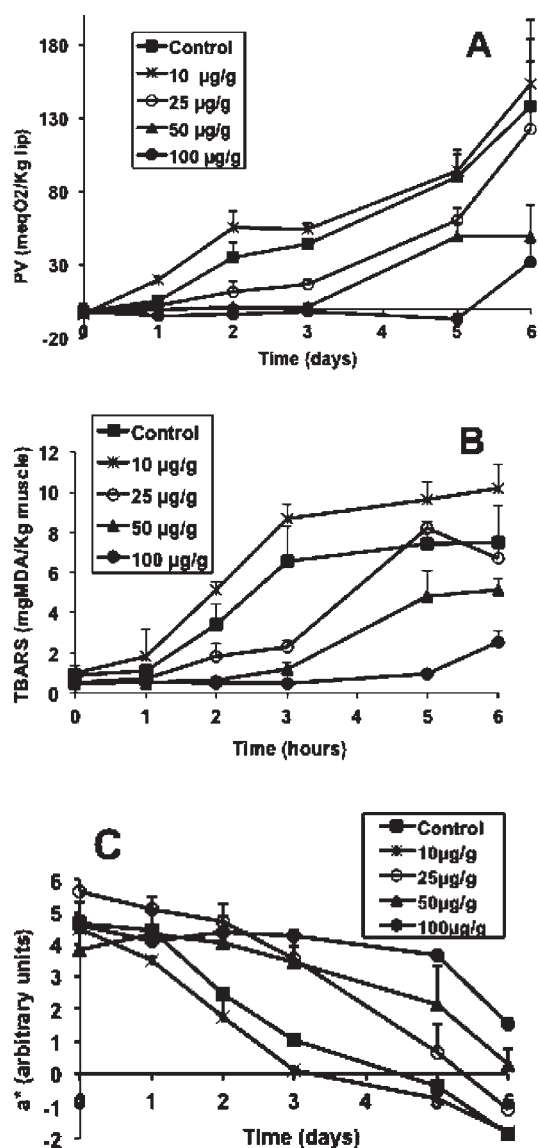 A
Control
10 µg/g
25 µg/g
50 µg/g
100 µg/g
180
130
80
30
-20
PV (meqO2/Kg lip)
0 1 2 3 4 5 6
Time (days)
B
Control
10 µg/g
25 µg/g
50 µg/g
100 µg/g
12
10
8
6
4
2
0
TBARS (mgMDA/Kg muscle)
0 1 2 3 4 5 6
Time (hours)
C
Control
10µg/g
25µg/g
50µg/g
100µg/g
6
5
4
3
2
1
0
-1
-2
a* (arbitrary units)
0 1 2 3 4 5 6
Time (days)